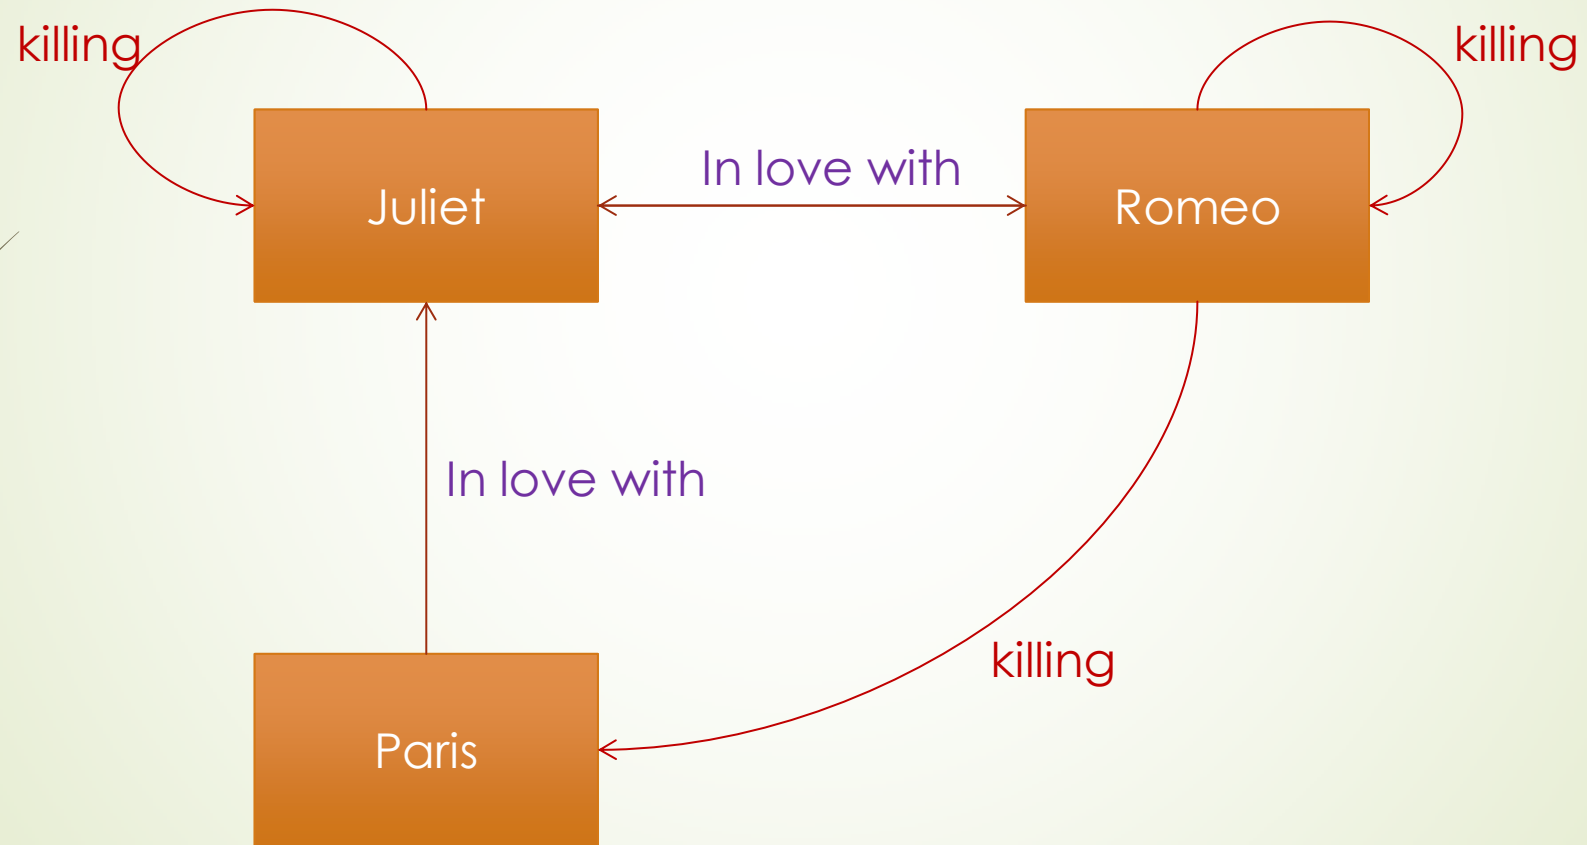 killing
killing
In love with
Juliet
Romeo
In love with
killing
Paris